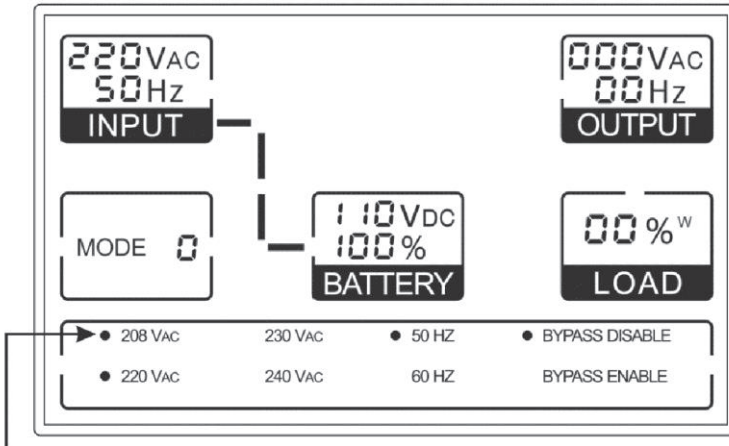 220VAC
50Hz
INPUT
000VAC
00Hz
OUTPUT
MODE 0
110VDC
100%
BATTERY
00%W
LOAD
208 VAC 230 VAC 50 HZ BYPASS DISABLE
220 VAC 240 VAC 60 HZ BYPASS ENABLE